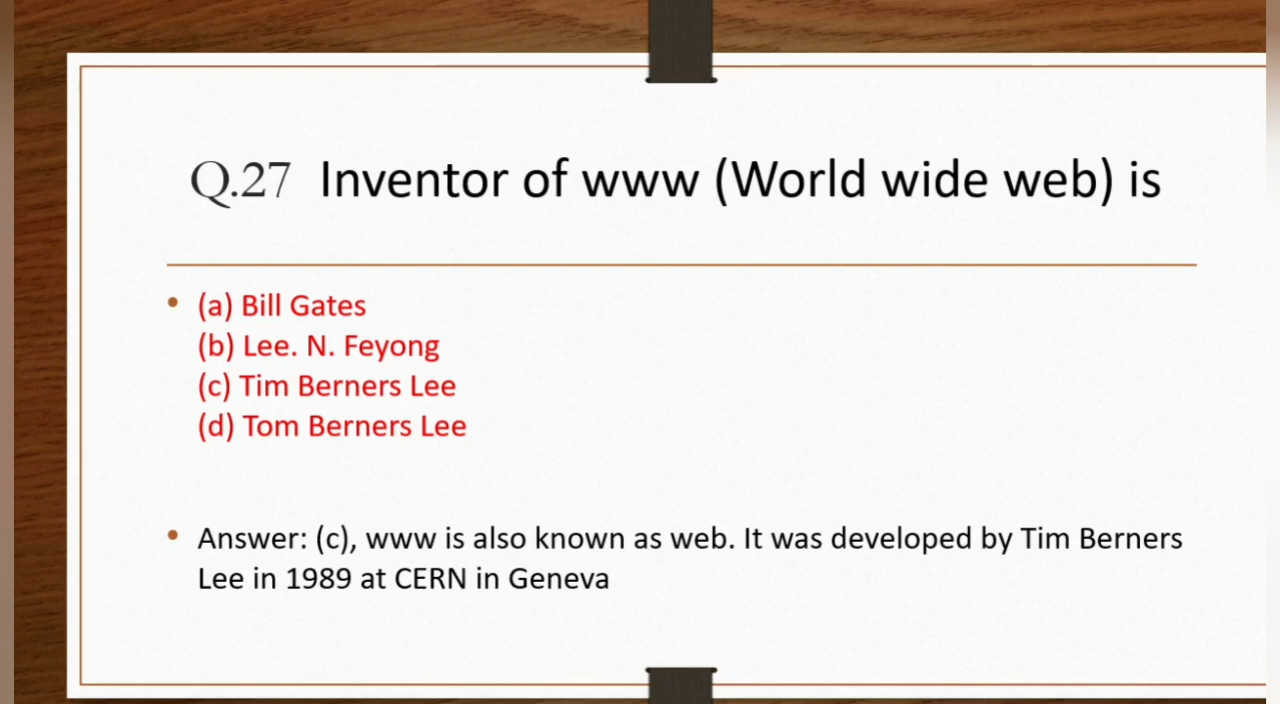 Q.27 Inventor of www (World wide web) is
• (a) Bill Gates
(b) Lee. N. Feyong
(c) Tim Berners Lee
(d) Tom Berners Lee
• Answer: (c), www is also known as web. It was developed by Tim Berners
Lee in 1989 at CERN in Geneva